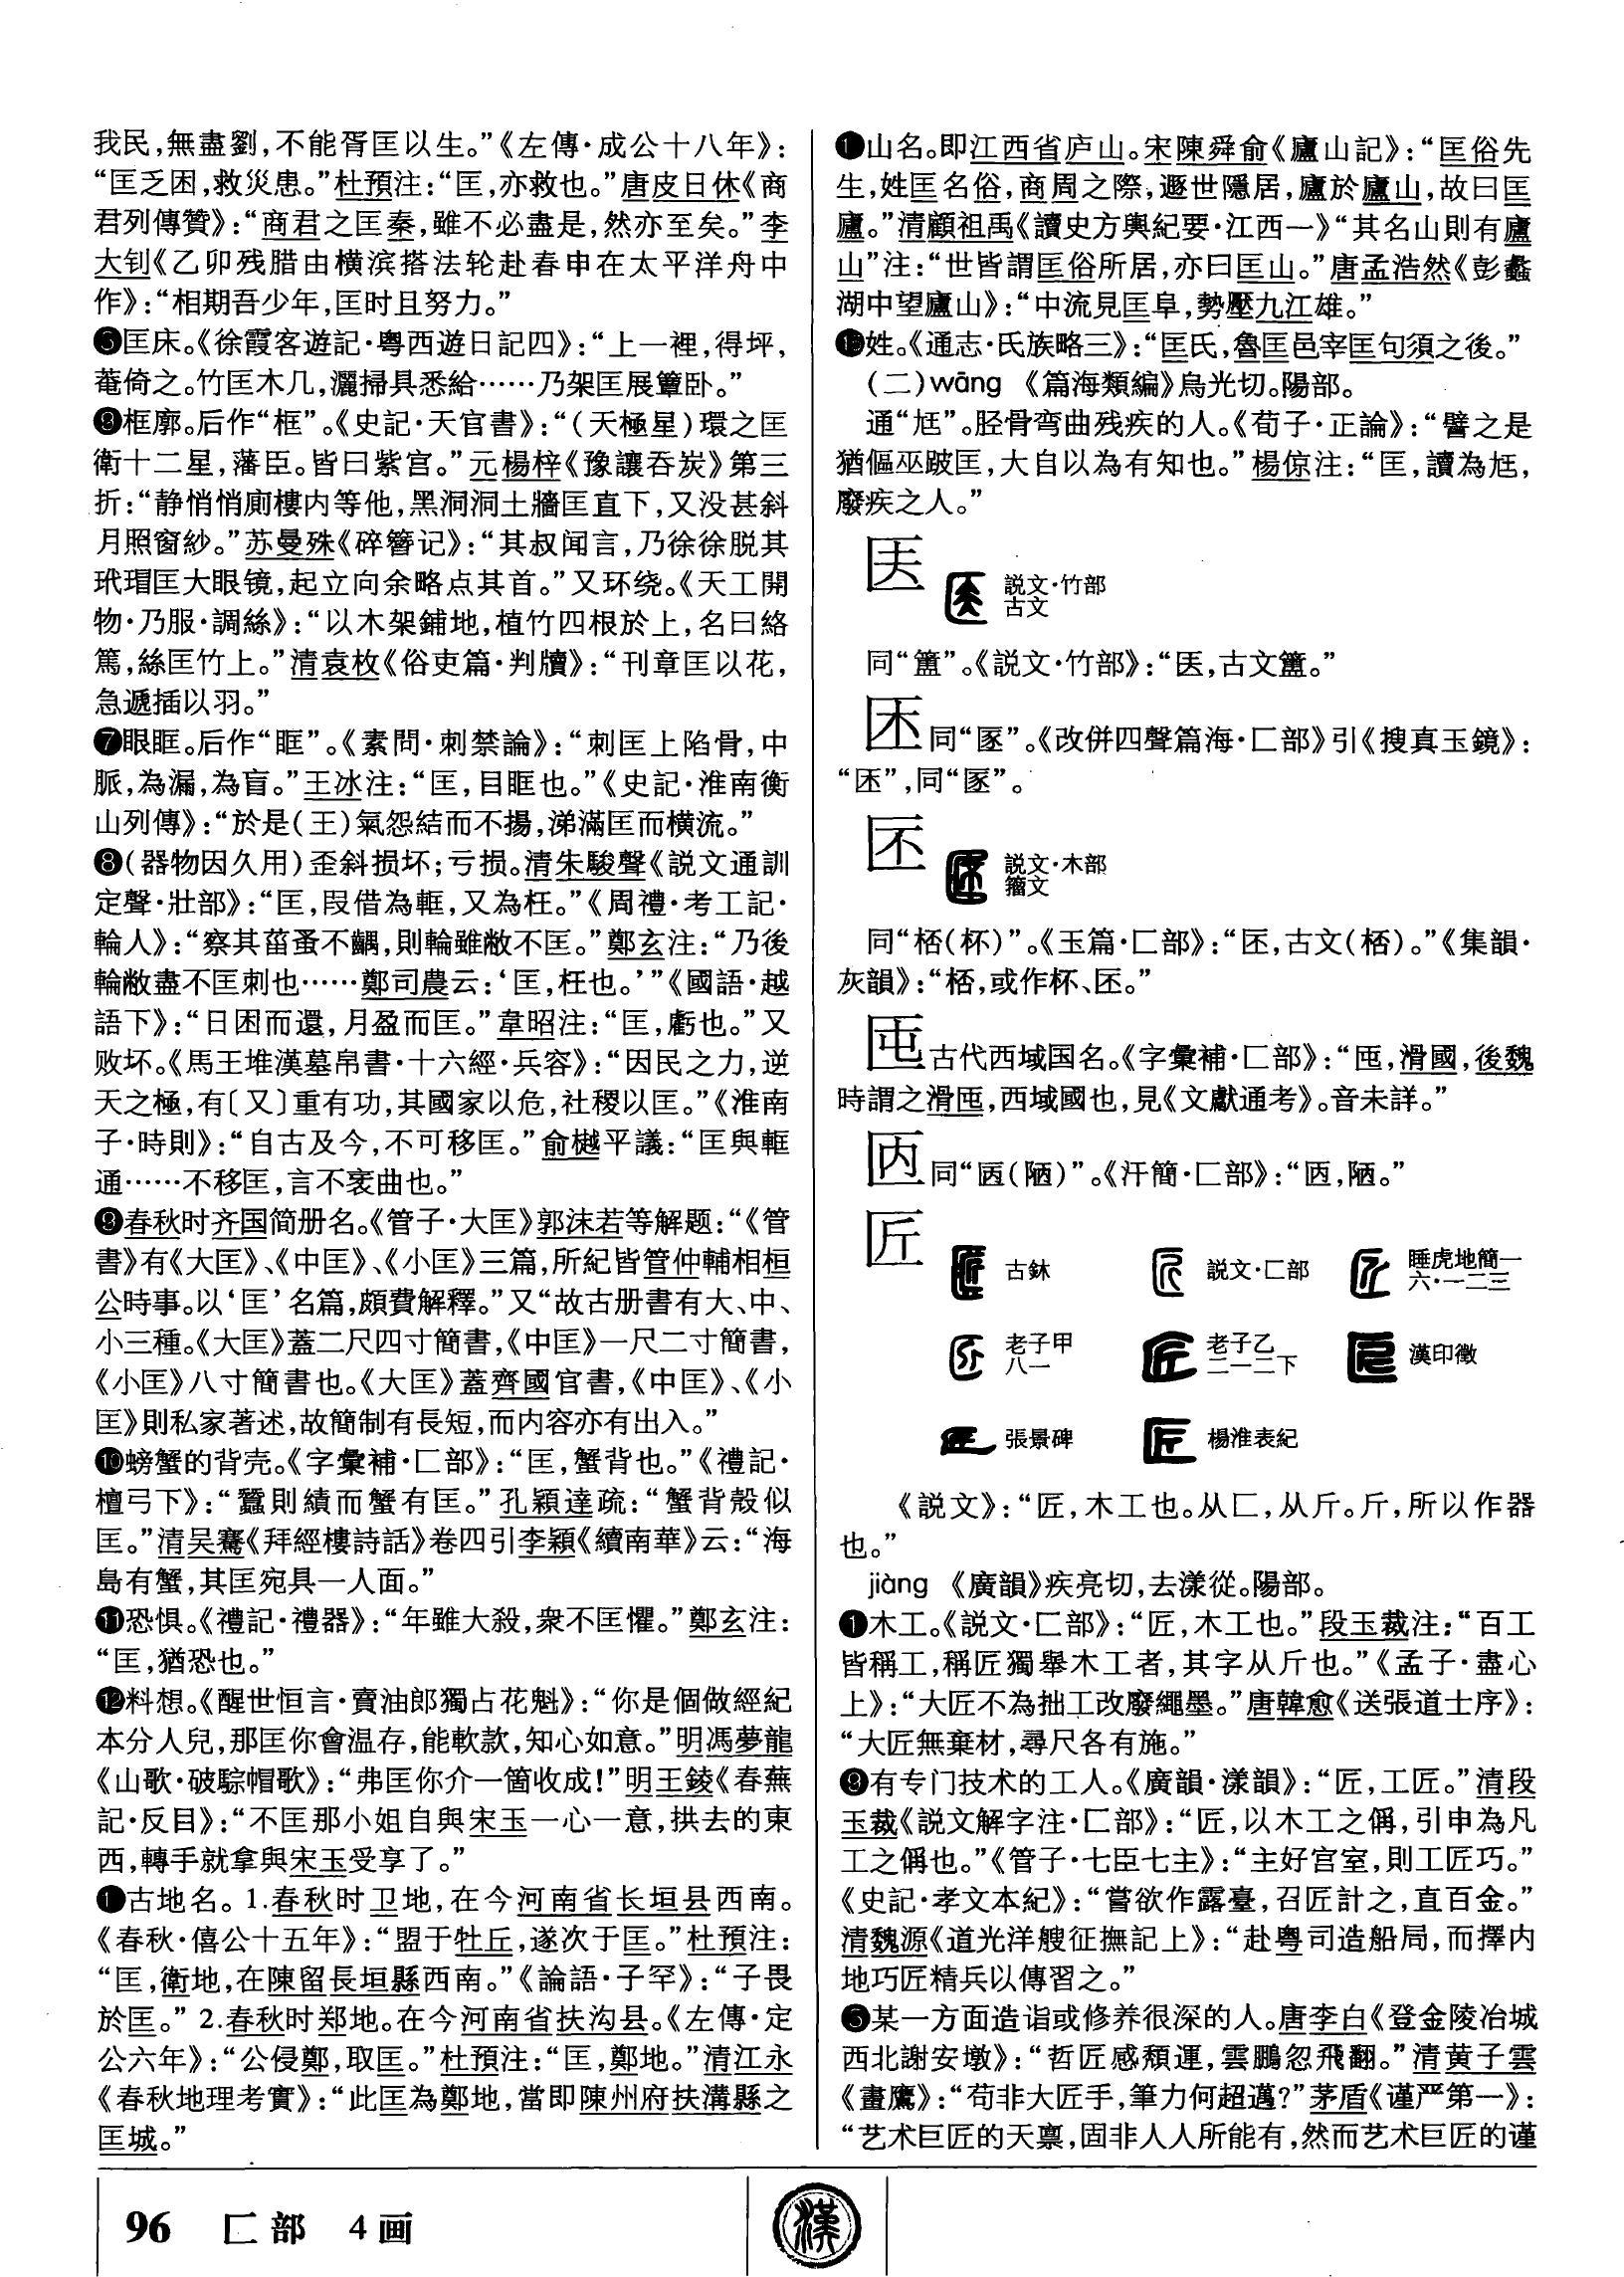 我民，無盡劉，不能胥匡以生。”《左傳·成公十八年》：
“匡乏困，救災患。”杜預注：“匡，亦救也。”唐皮日休《商
君列傳贊》：“商君之匡秦，雖不必盡是，然亦至矣。”李
大钊《乙卯残腊由横滨搭法轮赴春申在太平洋舟中
作》：“相期吾少年，匡时且努力。”
❺匡床。《徐霞客遊記·粤西遊日記四》：“上一裡，得坪，
菴倚之。竹匡木几，灑掃具悉給……乃架匡展簟卧。”
❻框廓。后作“框”。《史記·天官書》：“（天極星）環之匡
衛十二星，藩臣。皆曰紫宫。”元楊梓《豫讓吞炭》第三
折：“静悄悄廁樓内等他，黑洞洞土牆匡直下，又没甚斜
月照窗紗。”苏曼殊《碎簪记》：“其叔闻言，乃徐徐脱其
玳瑁匡大眼镜，起立向余略点其首。”又环绕。《天工開
物·乃服·調絲》：“以木架鋪地，植竹四根於上，名曰絡
篤，絲匡竹上。”清袁枚《俗吏篇·判牘》：“刊章匡以花，
急遞插以羽。”
❼眼眶。后作“眶”。《素問·刺禁論》：“刺匡上陷骨，中
脈，為漏，為盲。”王冰注：“匡，目眶也。”《史記·淮南衡
山列傳》：“於是（王）氣怨結而不揚，涕滿匡而横流。”
❽（器物因久用）歪斜损坏；亏损。清朱駿聲《説文通訓
定聲·壯部》：“匡，叚借為軭，又為枉。”《周禮·考工記·
輪人》：“察其菑蚤不齵，則輪雖敝不匡。”鄭玄注：“乃後
輪敝盡不匡刺也……鄭司農云：‘匡，枉也。’”《國語·越
語下》：“日困而還，月盈而匡。”韋昭注：“匡，虧也。”又
败坏。《馬王堆漢墓帛書·十六經·兵容》：“因民之力，逆
天之極，有〔又〕重有功，其國家以危，社稷以匡。”《淮南
子·時則》：“自古及今，不可移匡。”俞樾平議：“匡與軭
通……不移匡，言不衺曲也。”
❾春秋时齐国简册名。《管子·大匡》郭沫若等解题：“《管
書》有《大匡》、《中匡》、《小匡》三篇，所紀皆管仲輔相桓
公時事。以‘匡’名篇，頗費解釋。”又“故古册書有大、中、
小三種。《大匡》蓋二尺四寸簡書，《中匡》一尺二寸簡書，
《小匡》八寸簡書也。《大匡》蓋齊國官書，《中匡》、《小
匡》則私家著述，故簡制有長短，而内容亦有出入。”
❿螃蟹的背壳。《字彙補·匚部》：“匡，蟹背也。”《禮記·
檀弓下》：“蠶則績而蟹有匡。”孔穎達疏：“蟹背殼似
匡。”清吴騫《拜經樓詩話》卷四引李穎《續南華》云：“海
島有蟹，其匡宛具一人面。”
⓫恐惧。《禮記·禮器》：“年雖大殺，衆不匡懼。”鄭玄注：
“匡，猶恐也。”
⓬料想。《醒世恒言·賣油郎獨占花魁》：“你是個做經紀
本分人兒，那匡你會温存，能軟款，知心如意。”明馮夢龍
《山歌·破騌帽歌》：“弗匡你介一箇收成！”明王錂《春蕪
記·反目》：“不匡那小姐自與宋玉一心一意，拱去的東
西，轉手就拿與宋玉受享了。”
⓭古地名。1.春秋时卫地，在今河南省长垣县西南。
《春秋·僖公十五年》：“盟于牡丘，遂次于匡。”杜預注：
“匡，衛地，在陳留長垣縣西南。”《論語·子罕》：“子畏
於匡。”2.春秋时郑地。在今河南省扶沟县。《左傳·定
公六年》：“公侵鄭，取匡。”杜預注：“匡，鄭地。”清江永
《春秋地理考實》：“此匡為鄭地，當即陳州府扶溝縣之
匡城。”
⓮山名。即江西省庐山。宋陳舜俞《廬山記》：“匡俗先
生，姓匡名俗，商周之際，遯世隱居，廬於廬山，故曰匡
廬。”清顧祖禹《讀史方輿紀要·江西一》“其名山則有廬
山”注：“世皆謂匡俗所居，亦曰匡山。”唐孟浩然《彭蠡
湖中望廬山》：“中流見匡阜，勢壓九江雄。”
⓯姓。《通志·氏族略三》：“匡氏，魯匡邑宰匡句須之後。”
（二）wāng 《篇海類編》烏光切。陽部。
通“尪”。胫骨弯曲残疾的人。《荀子·正論》：“譬之是
猶傴巫跛匡，大自以為有知也。”楊倞注：“匡，讀為尪，
廢疾之人。”
㡮 説文·竹部
古文
同“簠”。《説文·竹部》：“，古文簠。”
同“豕”。《改併四聲篇海·匚部》引《搜真玉鏡》：
説文·木部
籀文
同“桮（杯）”。《玉篇·匚部》：“㔸，古文（桮）。”《集韻·
灰韻》：“桮，或作杯、㔸。”
古代西域国名。《字彙補·匚部》：“，滑國，後魏
時謂之滑，西域國也，見《文獻通考》。音未詳。”
同“㔷（陋）”。《汗簡·匚部》：“㔷，陋。”
匠 古鉥 説文·匚部 睡虎地簡一
六·一二三
老子甲
八一 老子乙
二一二下 漢印徵
張景碑 楊淮表紀
《説文》：“匠，木工也。从匚，从斤。斤，所以作器
也。”
jiàng 《廣韻》疾亮切，去漾從。陽部。
❶木工。《説文·匚部》：“匠，木工也。”段玉裁注：“百工
皆稱工，稱匠獨舉木工者，其字从斤也。”《孟子·盡心
上》：“大匠不為拙工改廢繩墨。”唐韓愈《送張道士序》：
“大匠無棄材，尋尺各有施。”
❷有专门技术的工人。《廣韻·漾韻》：“匠，工匠。”清段
玉裁《説文解字注·匚部》：“匠，以木工之偁，引申為凡
工之偁也。”《管子·七臣七主》：“主好宫室，則工匠巧。”
《史記·孝文本紀》：“嘗欲作露臺，召匠計之，直百金。”
清魏源《道光洋艘征撫記上》：“赴粤司造船局，而擇内
地巧匠精兵以傳習之。”
❸某一方面造诣或修养很深的人。唐李白《登金陵冶城
西北謝安墩》：“哲匠感頽運，雲鵬忽飛翻。”清黄子雲
《畫鷹》：“苟非大匠手，筆力何超邁？”茅盾《谨严第一》：
“艺术巨匠的天禀，固非人人所能有，然而艺术巨匠的谨
96 匚部 4画
漢